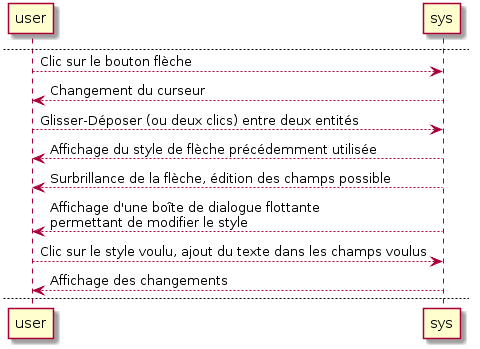 user sys
Clic sur le bouton flèche
Changement du curseur
Glisser-Déposer (ou deux clics) entre deux entités
Affichage du style de flèche précédemment utilisée
Surbrillance de la flèche, édition des champs possible
Affichage d'une boîte de dialogue flottante
permettant de modifier le style
Clic sur le style voulu, ajout du texte dans les champs voulus
Affichage des changements
user sys